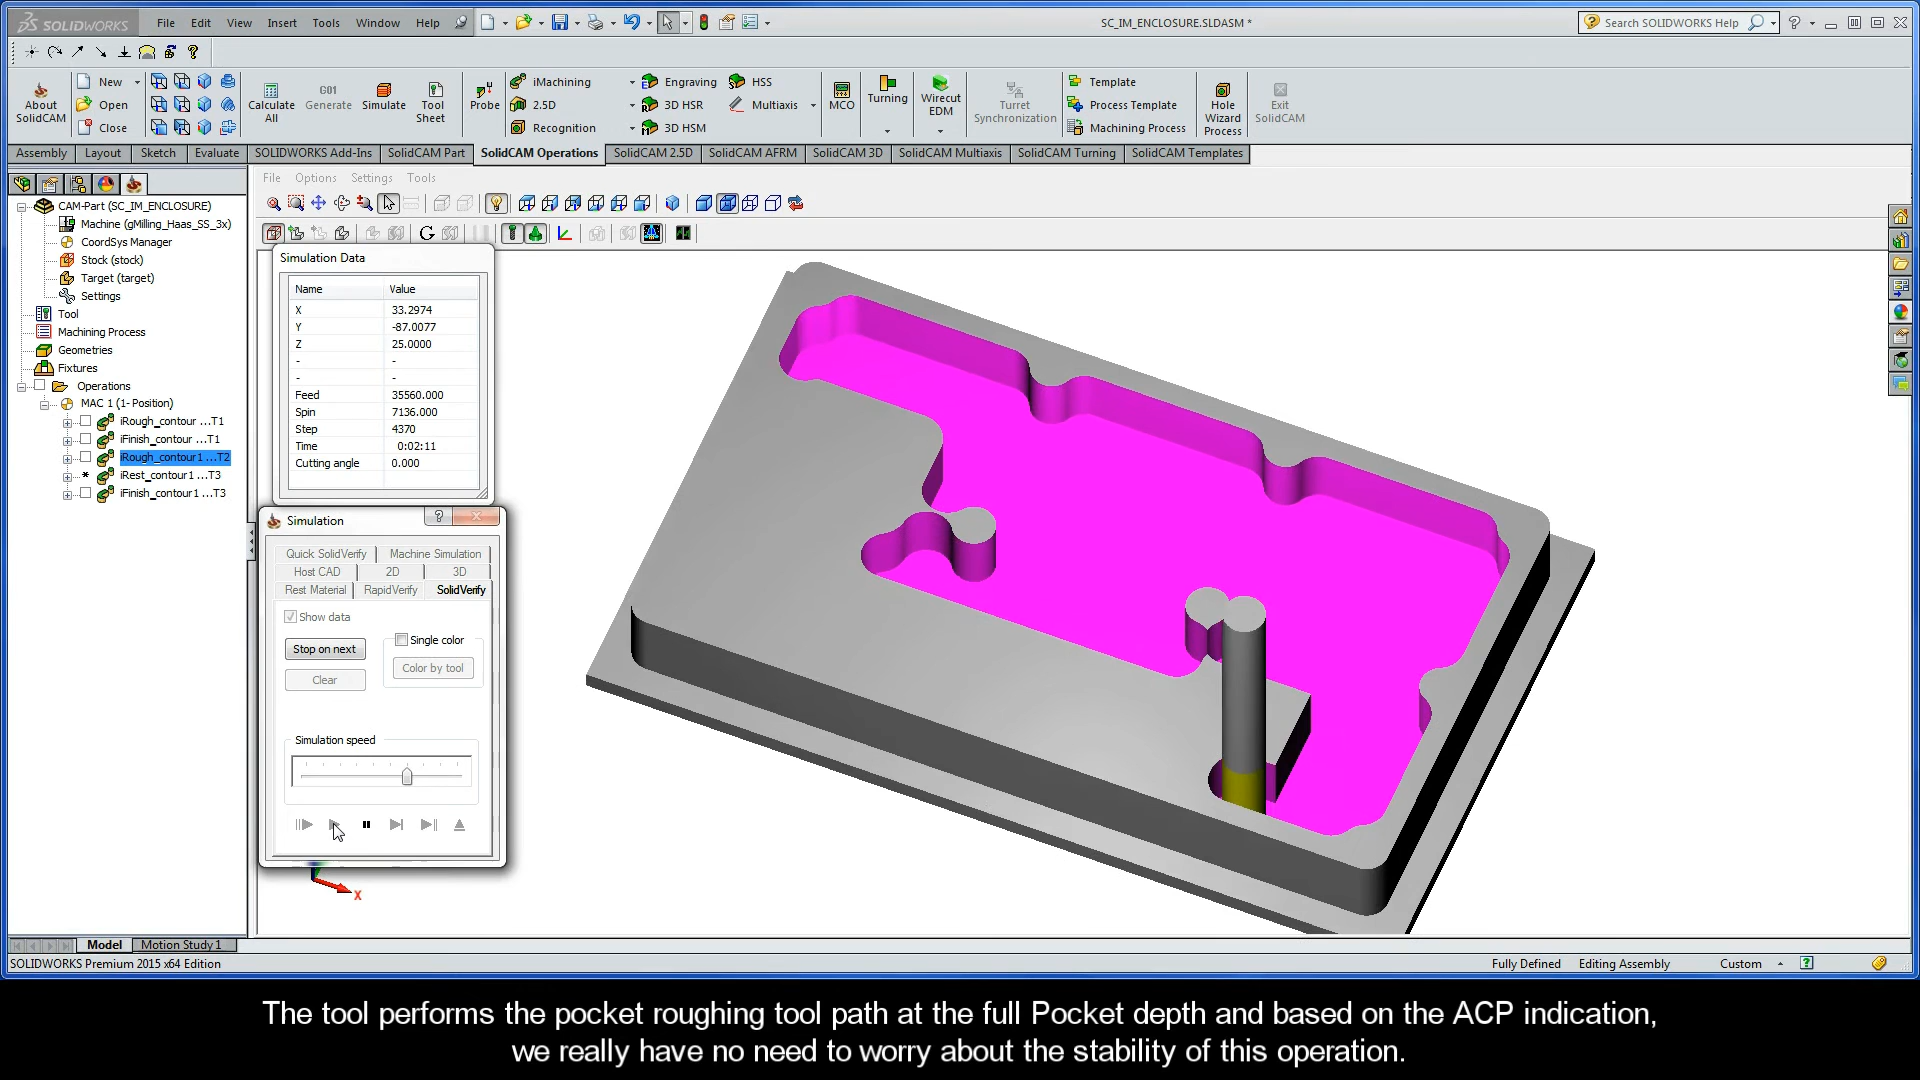 SOLIDWORKS File Edit View Insert Tools Window Help
SC_IM_ENCLOSURE.SLDASM *
Search SOLIDWORKS Help
About SolidCAM
New
Open
Close
Calculate All
G01 Generate
Simulate
Tool Sheet
Probe
iMachining
2.5D
Recognition
Engraving
3D HSR
3D HSM
HSS
Multiaxis
MCO
Turning
Wirecut EDM
Turret Synchronization
Template
Process Template
Machining Process
Hole Wizard Process
Exit SolidCAM
Assembly Layout Sketch Evaluate SOLIDWORKS Add-Ins SolidCAM Part SolidCAM Operations SolidCAM 2.5D SolidCAM AFRM SolidCAM 3D SolidCAM Multiaxis SolidCAM Turning SolidCAM Templates
File Options Settings Tools
CAM-Part (SC_IM_ENCLOSURE)
Machine (gMilling_Haas_SS_3x)
CoordSys Manager
Stock (stock)
Target (target)
Settings
Tool
Machining Process
Geometries
Fixtures
Operations
MAC 1 (1- Position)
iRough_contour ...T1
iFinish_contour ...T1
iRough_contour1 ...T2
iRest_contour1 ...T3
iFinish_contour1 ...T3
Simulation Data
Name Value
X 33.2974
Y -87.0077
Z 25.0000
- -
- -
Feed 35560.000
Spin 7136.000
Step 4370
Time 0:02:11
Cutting angle 0.000
Simulation
Quick SolidVerify Machine Simulation
Host CAD 2D 3D
Rest Material RapidVerify SolidVerify
Show data
Stop on next
Single color
Color by tool
Clear
Simulation speed
X
Model Motion Study 1
SOLIDWORKS Premium 2015 x64 Edition
Fully Defined Editing Assembly Custom
The tool performs the pocket roughing tool path at the full Pocket depth and based on the ACP indication,
we really have no need to worry about the stability of this operation.